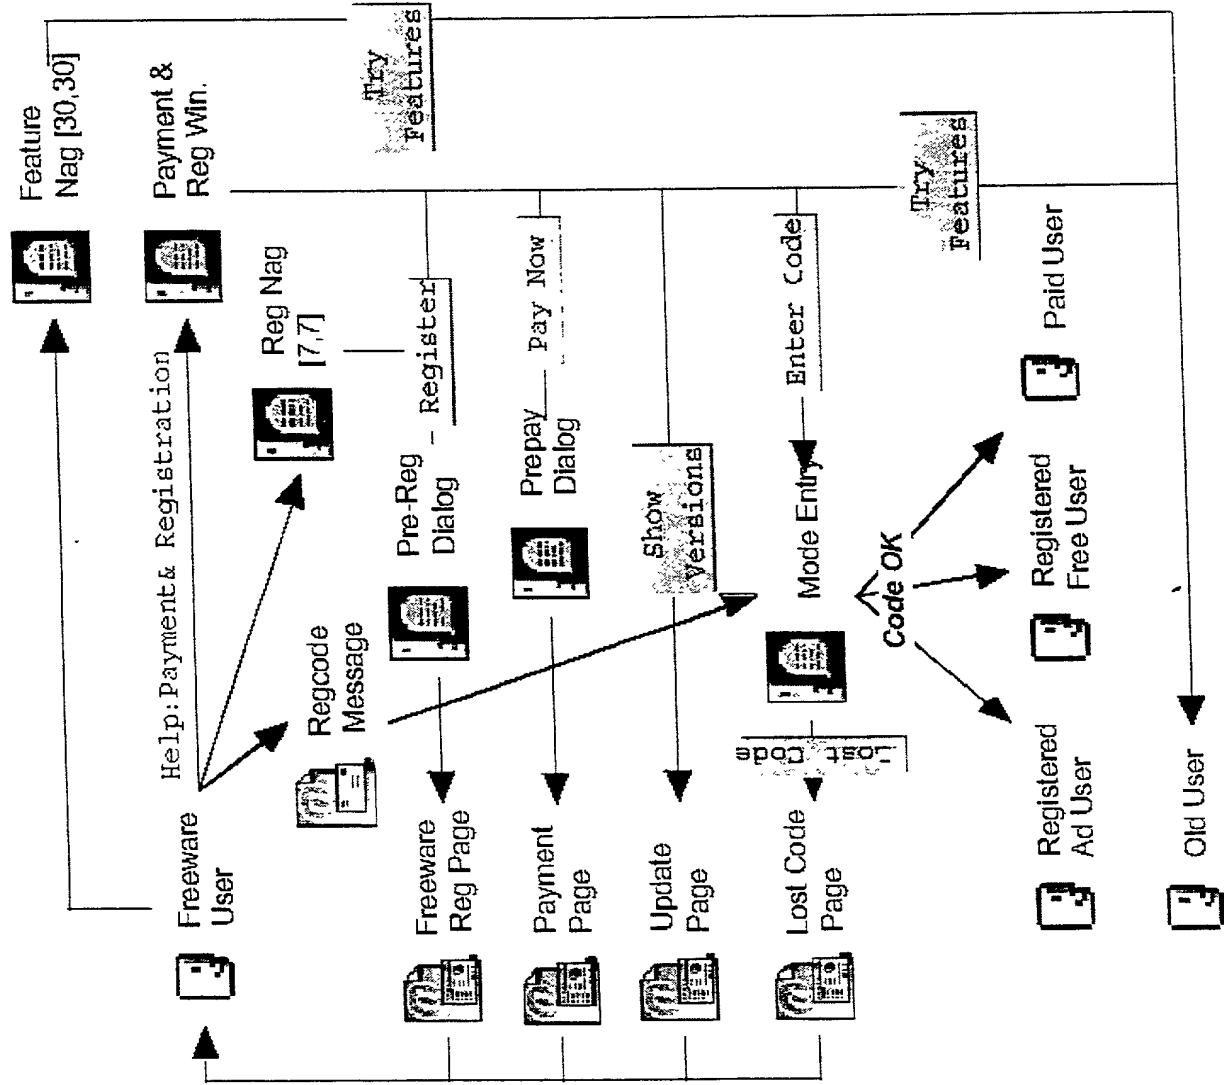 Feature
Nag [30,30]
Payment &
Reg Win.
Try
Features
Help:Payment& Registration
Freeware
User
Reg Nag
[7,7]
Regcode
Message
Pre-Reg
Dialog
Register
Freeware
Reg Page
Prepay
Dialog
Pay Now
Payment
Page
Show
Versions
Update
Page
Enter Code
Mode Entry
Lost Code
Lost Code
Page
Try
Features
Code OK
Registered
Ad User
Registered
Free User
Paid User
Old User